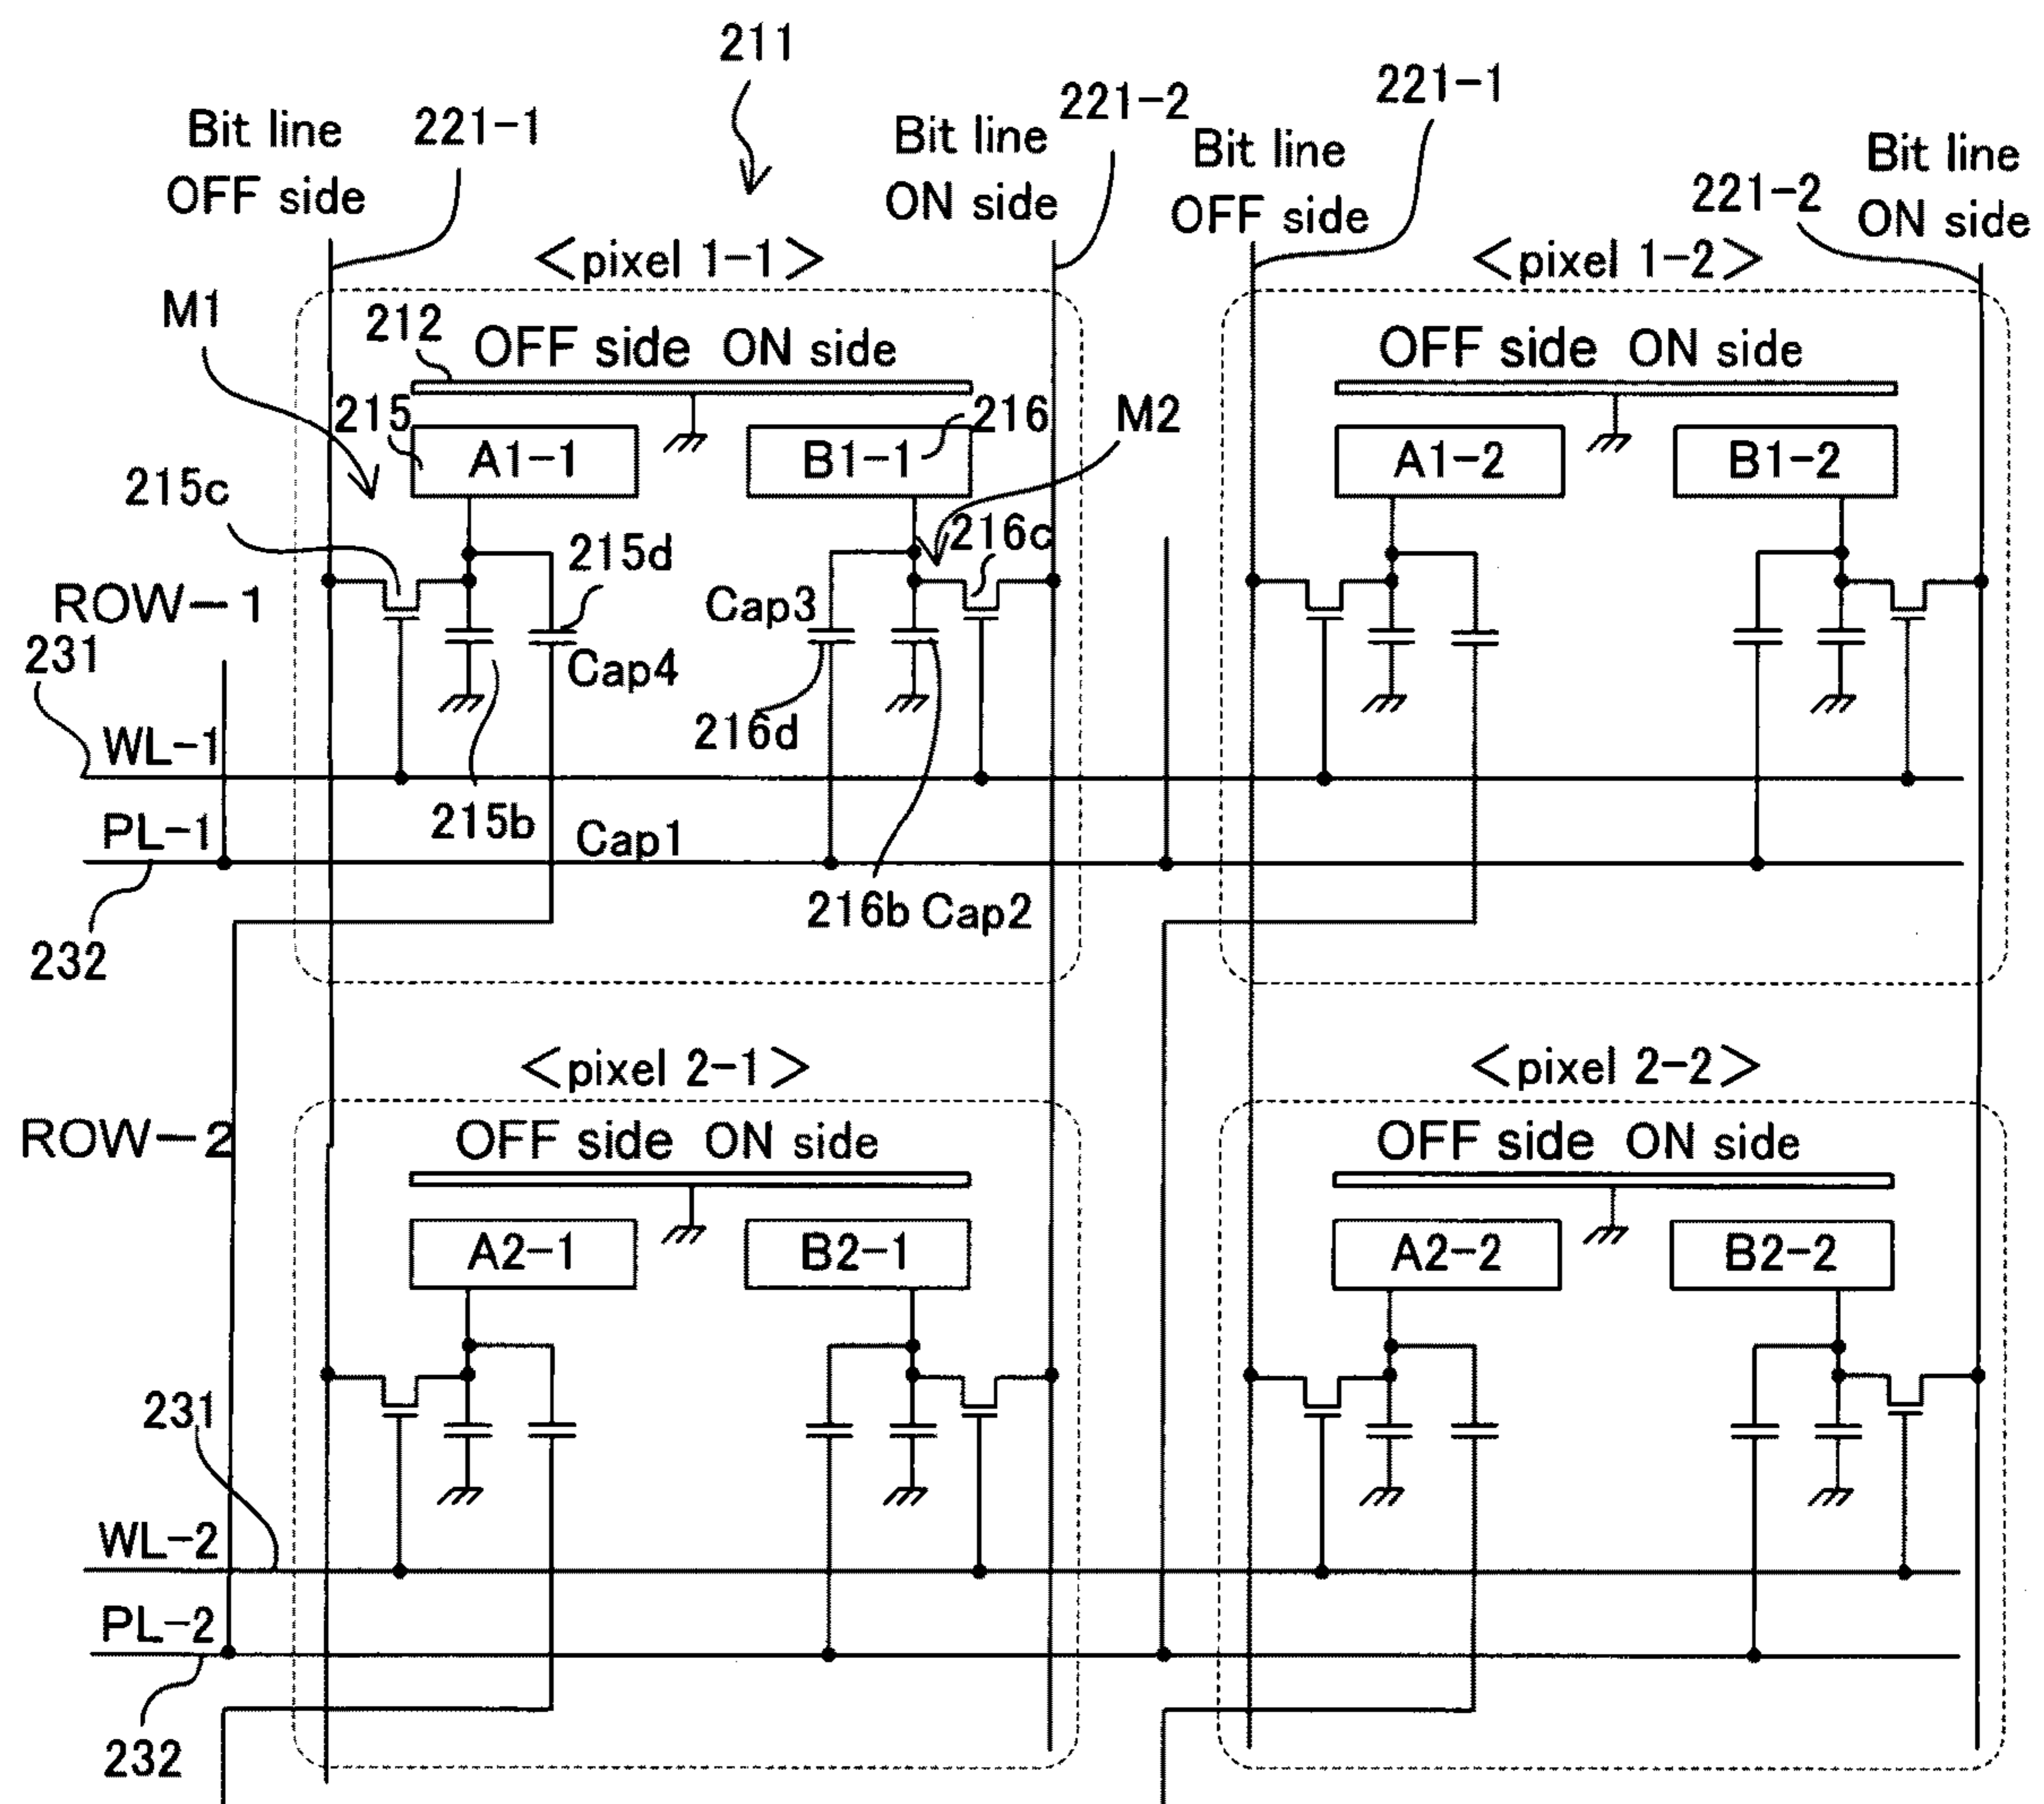 211
Bit line
OFF side
221-1
Bit line
ON side
221-2
Bit line
OFF side
221-1
221-2
Bit line
ON side
<pixel 1-1>
<pixel 1-2>
M1
212
OFF side ON side
OFF side ON side
215
A1-1
B1-1
216
M2
A1-2
B1-2
215c
215d
216c
ROW-1
Cap3
Cap4
231
216d
WL-1
215b
PL-1
Cap1
216b Cap2
232
<pixel 2-1>
<pixel 2-2>
ROW-2
OFF side ON side
OFF side ON side
A2-1
B2-1
A2-2
B2-2
231
WL-2
PL-2
232